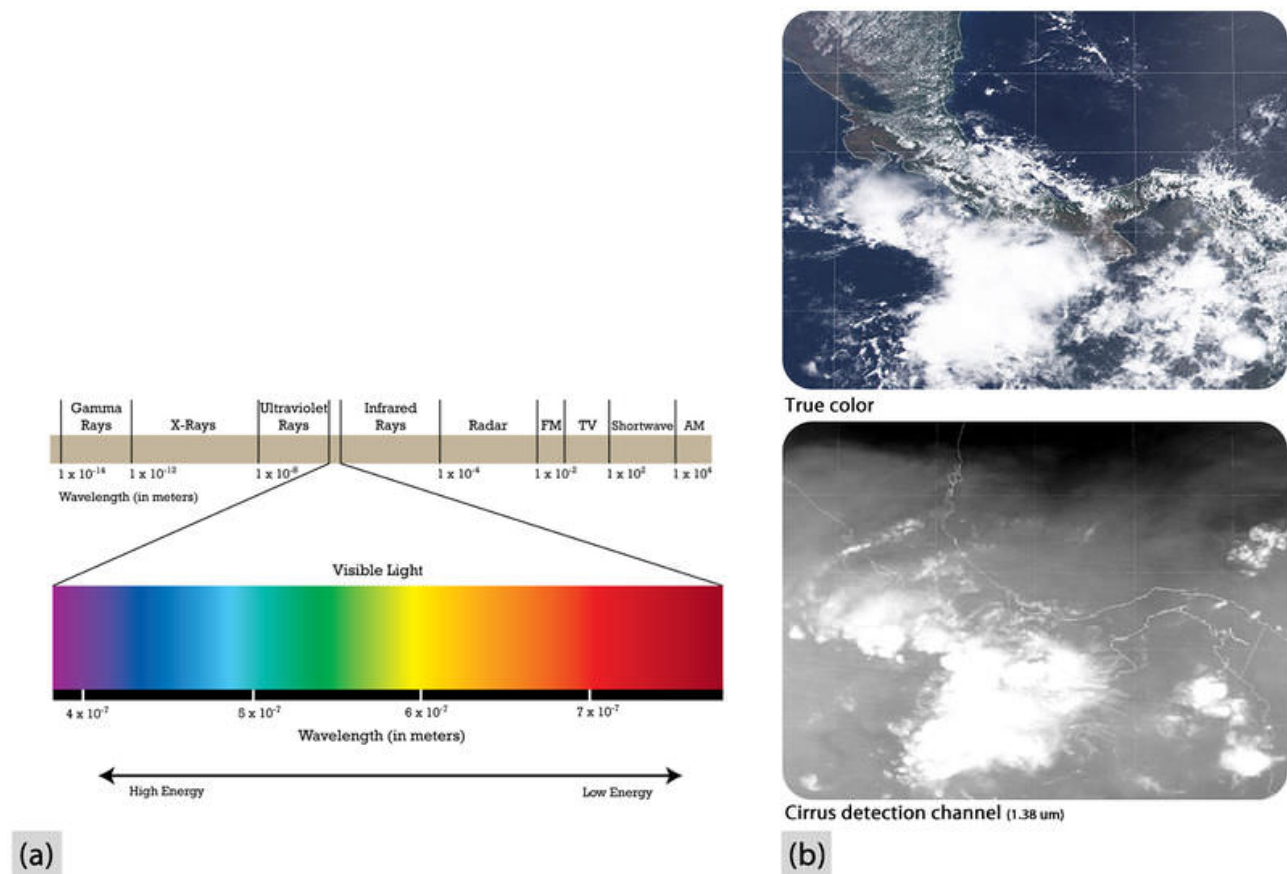 Gamma
Rays
X-Rays
Ultraviolet
Rays
Infrared
Rays
Radar
FM
TV
Shortwave
AM
1 x 10⁻¹⁴
1 x 10⁻¹²
1 x 10⁻⁸
1 x 10⁻⁴
1 x 10⁻²
1 x 10²
1 x 10⁴
Wavelength (in meters)
Visible Light
4 x 10⁻⁷
5 x 10⁻⁷
6 x 10⁻⁷
7 x 10⁻⁷
Wavelength (in meters)
High Energy
Low Energy
(a)
True color
Cirrus detection channel (1.38 um)
(b)